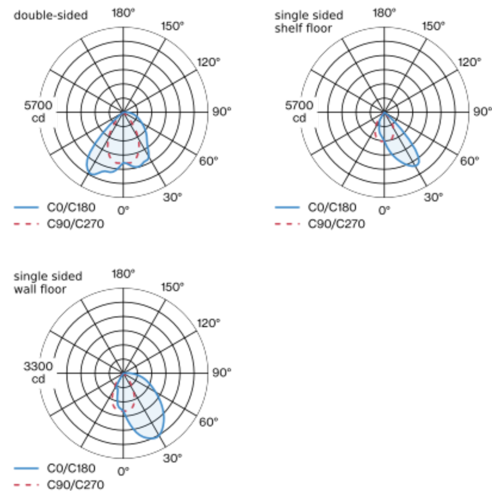 double-sided
180°
150°
120°
5700
cd
90°
60°
30°
0°
C0/C180
C90/C270
single sided
shelf floor
180°
150°
120°
5700
cd
90°
60°
30°
0°
C0/C180
C90/C270
single sided
wall floor
180°
150°
120°
3300
cd
90°
60°
30°
0°
C0/C180
C90/C270